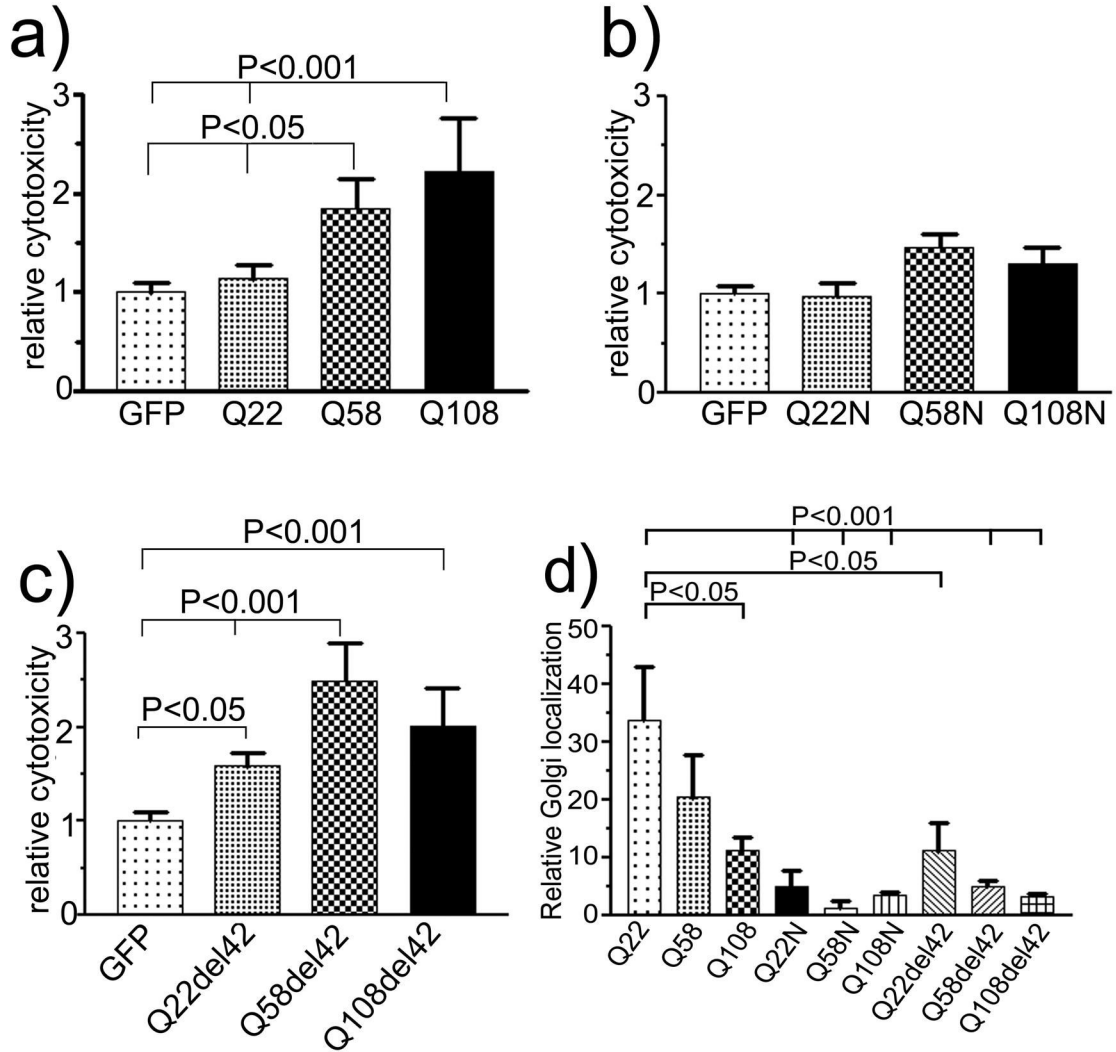 a)
P<0.001
P<0.05
relative cytotoxicity
3
2
1
0
GFP Q22 Q58 Q108
b)
relative cytotoxicity
3
2
1
0
GFP Q22N Q58N Q108N
c)
P<0.001
P<0.001
P<0.05
relative cytotoxicity
3
2
1
0
GFP Q22del42 Q58del42 Q108del42
d)
P<0.001
P<0.05
P<0.05
Relative Golgi localization
50
40
30
20
10
0
Q22 Q58 Q108 Q22N Q58N Q108N Q22del42 Q58del42 Q108del42